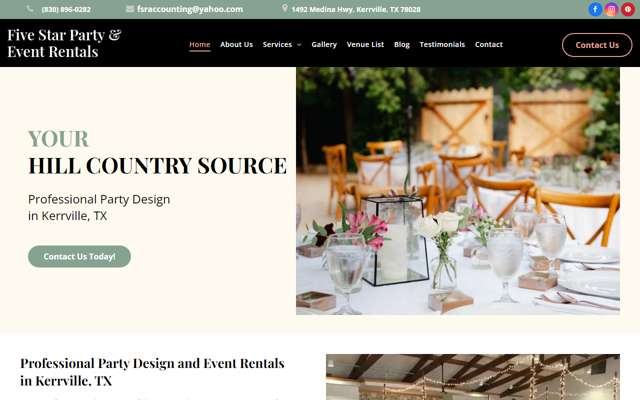 (830) 896-0282 fsraccounting@yahoo.com 1492 Medina Hwy, Kerrville, TX 78028
Five Star Party &
Event Rentals
Home About Us Services Gallery Venue List Blog Testimonials Contact
Contact Us
YOUR
HILL COUNTRY SOURCE
Professional Party Design
in Kerrville, TX
Contact Us Today!
Professional Party Design and Event Rentals
in Kerrville, TX